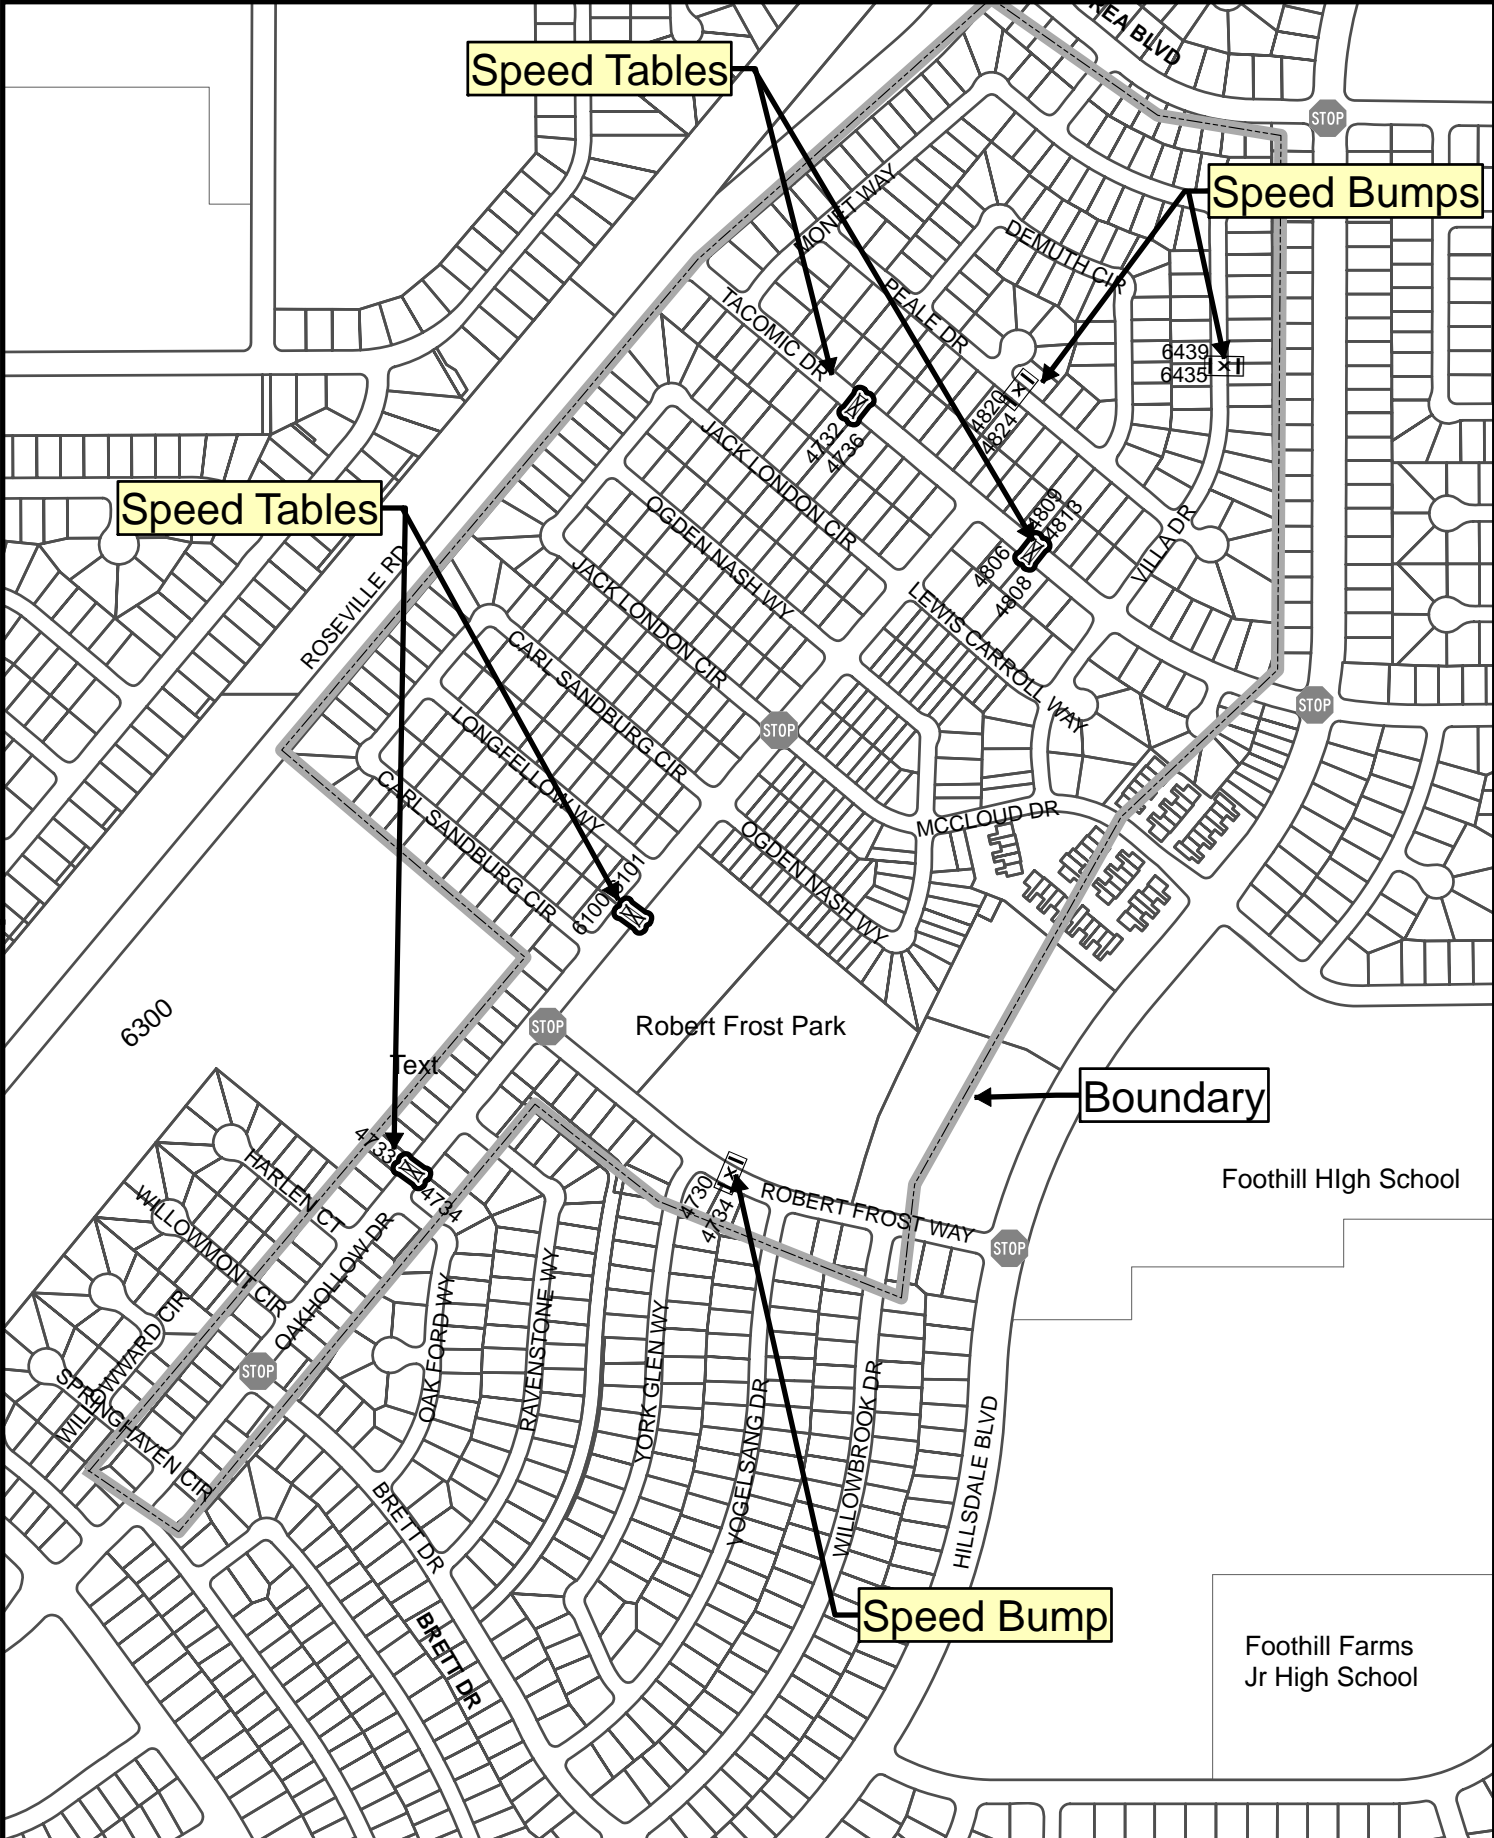 REA BLVD
Speed Tables
STOP
Speed Bumps
MONET WAY
DEMUTH CIR
TACOMIC DR
PEALE DR
6439
6435
4820
4824
4732
4736
JACK LONDON CIR
Speed Tables
OGDEN NASH WY
4809
4813
VILLA DR
4806
4808
ROSEVILLE RD
JACK LONDON CIR
LEWIS CARROLL WAY
CARL SANDBURG CIR
STOP
STOP
LONGFELLOW WY
CARL SANDBURG CIR
MCCLOUD DR
OGDEN NASH WY
6100
6101
6300
STOP
Robert Frost Park
Text
Boundary
4733
4734
HARLEN CT
WILLOWMONT CIR
OAKHOLLOW DR
4730
4734
ROBERT FROST WAY
Foothill HIgh School
STOP
WILLOWWARD CIR
SPRINGHAVEN CIR
STOP
OAK FORD WY
RAVENSTONE WY
YORK GLEN WY
VOGELSANG DR
WILLOWBROOK DR
HILLSDALE BLVD
BRETT DR
BRETT DR
Speed Bump
Foothill Farms
Jr High School